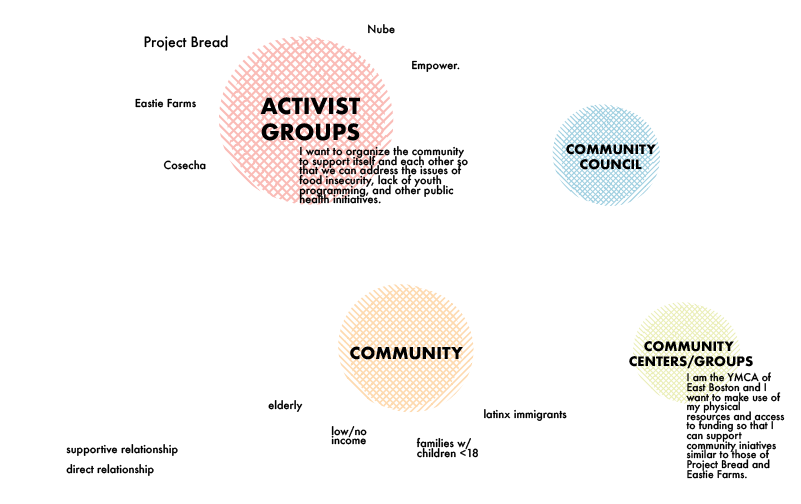 Nube
Project Bread
Empower.
Eastie Farms
ACTIVIST
GROUPS
Cosecha
I want to organize the community
to support itself and each other so
that we can address the issues of
food insecurity, lack of youth
programming, and other public
health initiatives.
COMMUNITY
COUNCIL
COMMUNITY
COMMUNITY
CENTERS/GROUPS
I am the YMCA of
East Boston and I
want to make use of
my physical
resources and access
to funding so that I
can support
community iniatives
similar to those of
Project Bread and
Eastie Farms.
elderly
low/no
income
families w/
children <18
latinx immigrants
supportive relationship
direct relationship